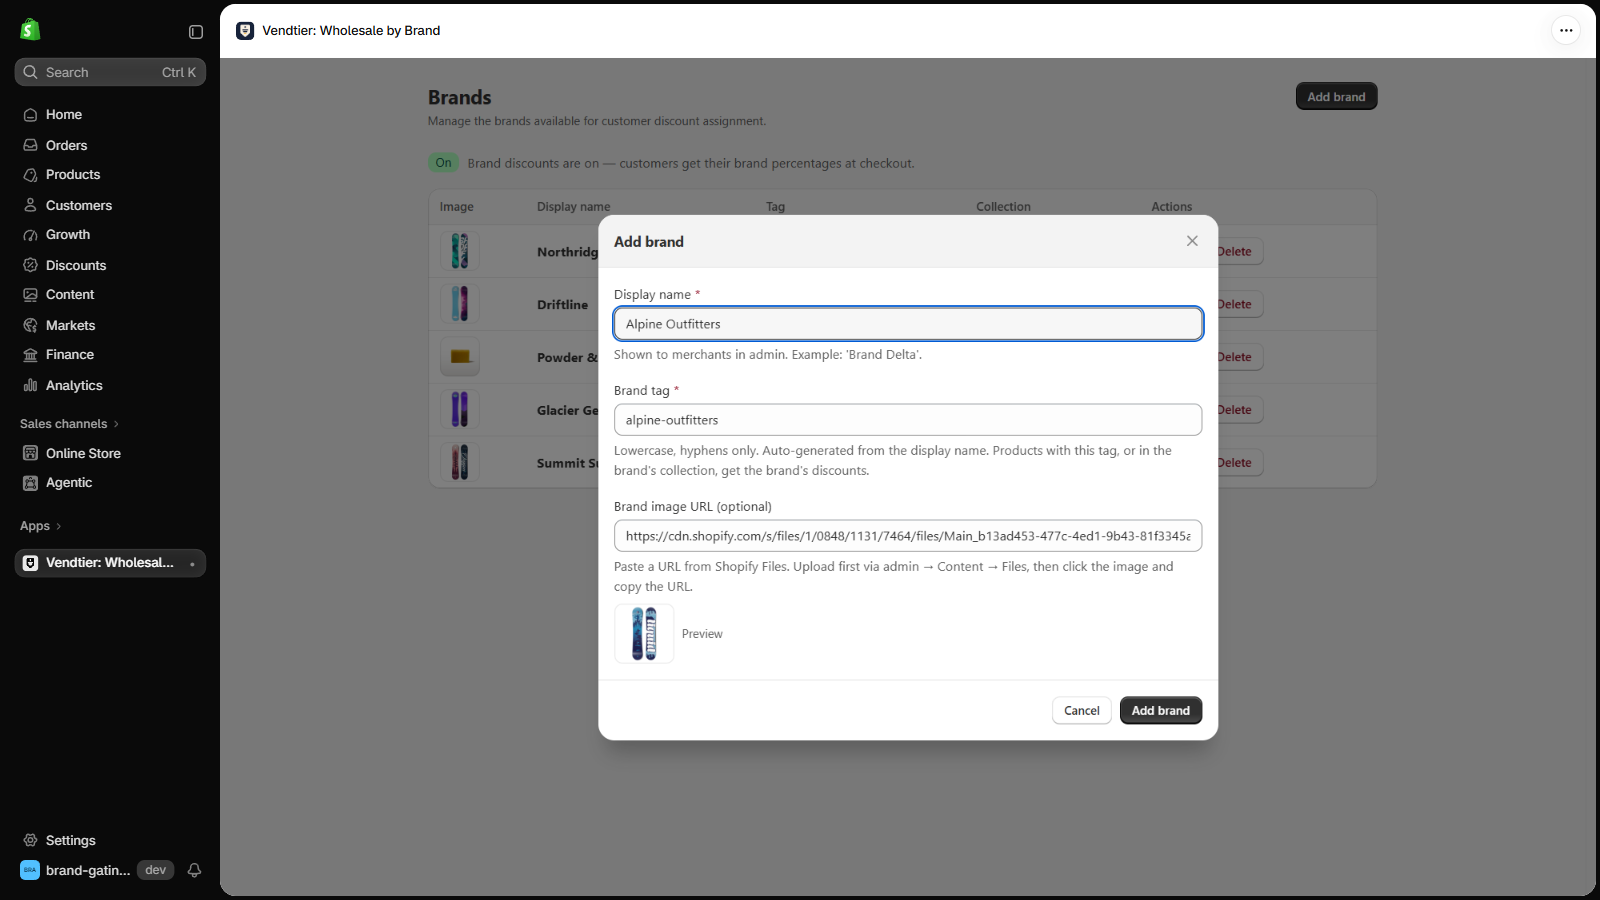 Search
Ctrl K
Home
Orders
Products
Customers
Growth
Discounts
Content
Markets
Finance
Analytics
Sales channels
Online Store
Agentic
Apps
Vendtier: Wholesal...
Settings
BRA
brand-gatin...
dev
Vendtier: Wholesale by Brand
Brands
Add brand
Manage the brands available for customer discount assignment.
On
Brand discounts are on — customers get their brand percentages at checkout.
Image
Display name
Tag
Collection
Actions
Northridg
Delete
Driftline
Delete
Powder &
Delete
Glacier Ge
Delete
Summit Su
Delete
Add brand
Display name *
Alpine Outfitters
Shown to merchants in admin. Example: 'Brand Delta'.
Brand tag *
alpine-outfitters
Lowercase, hyphens only. Auto-generated from the display name. Products with this tag, or in the
brand's collection, get the brand's discounts.
Brand image URL (optional)
https://cdn.shopify.com/s/files/1/0848/1131/7464/files/Main_b13ad453-477c-4ed1-9b43-81f3345a
Paste a URL from Shopify Files. Upload first via admin → Content → Files, then click the image and
copy the URL.
Preview
Cancel
Add brand